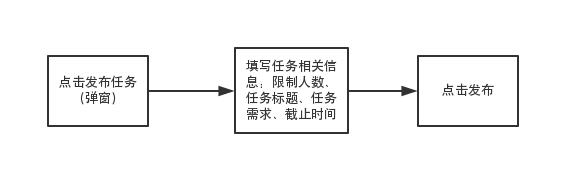 点击发布任务
(弹窗)
填写任务相关信
息；限制人数、
任务标题、任务
需求、截止时间
点击发布